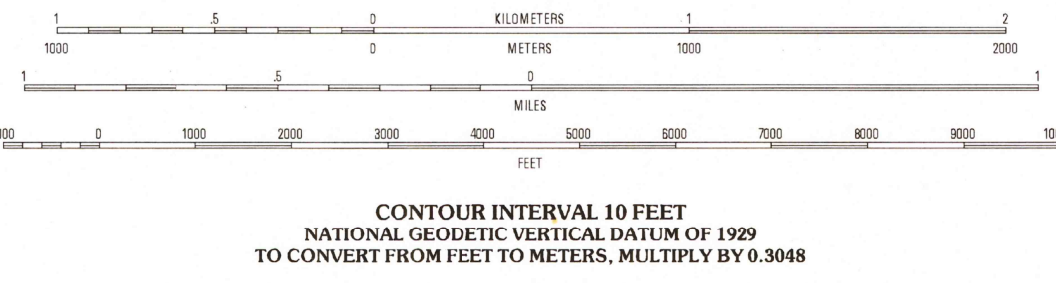 1 .5 0 KILOMETERS 1 2
1000 0 METERS 1000 2000
1 .5 0 1
MILES
0 1000 2000 3000 4000 5000 6000 7000 8000 9000
FEET
CONTOUR INTERVAL 10 FEET
NATIONAL GEODETIC VERTICAL DATUM OF 1929
TO CONVERT FROM FEET TO METERS, MULTIPLY BY 0.3048